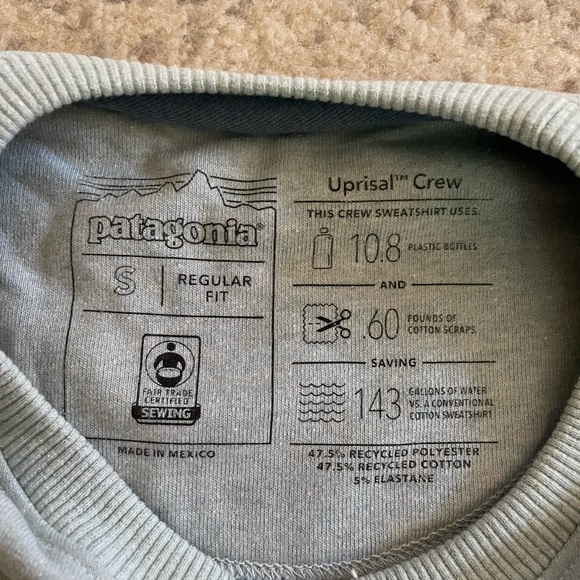 patagonia®
S
REGULAR
FIT
FAIR TRADE
CERTIFIED
SEWING
MADE IN MEXICO
Uprisal™ Crew
THIS CREW SWEATSHIRT USES:
10.8 PLASTIC BOTTLES
AND
.60 POUNDS OF
COTTON SCRAPS,
SAVING
143 GALLONS OF WATER
VS. A CONVENTIONAL
COTTON SWEATSHIRT
47.5% RECYCLED POLYESTER
47.5% RECYCLED COTTON
5% ELASTANE